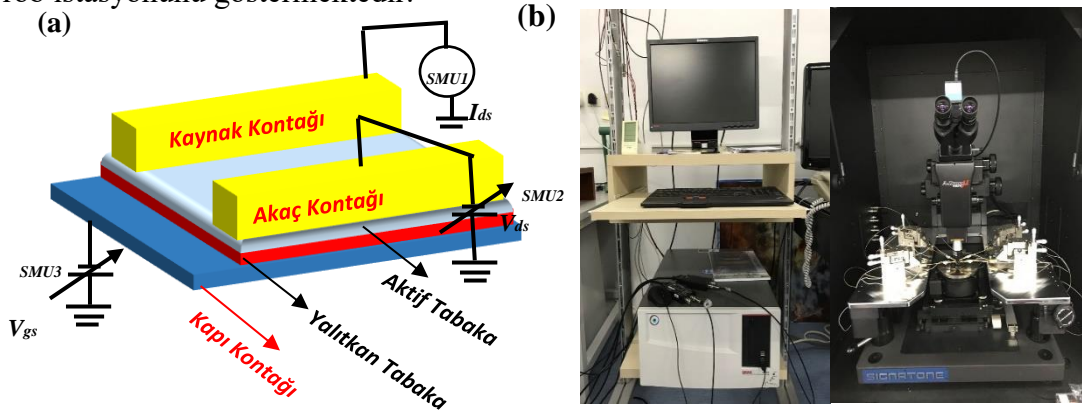 (a)
(b)
SMU1
Ids
Kaynak Kontağı
Akaç Kontağı
SMU2
Vds
SMU3
Vgs
Aktif Tabaka
Yalıtkan Tabaka
Kapı Kontağı
SIGNATONE